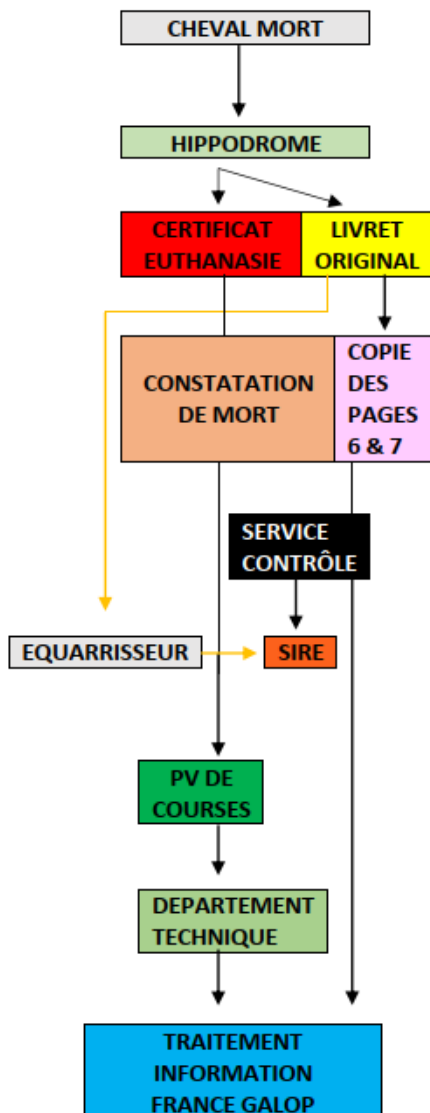 CHEVAL MORT
HIPPODROME
CERTIFICAT
EUTHANASIE
LIVRET
ORIGINAL
CONSTATATION
DE MORT
COPIE
DES
PAGES
6 & 7
SERVICE
CONTRÔLE
EQUARRISSEUR
SIRE
PV DE
COURSES
DEPARTEMENT
TECHNIQUE
TRAITEMENT
INFORMATION
FRANCE GALOP